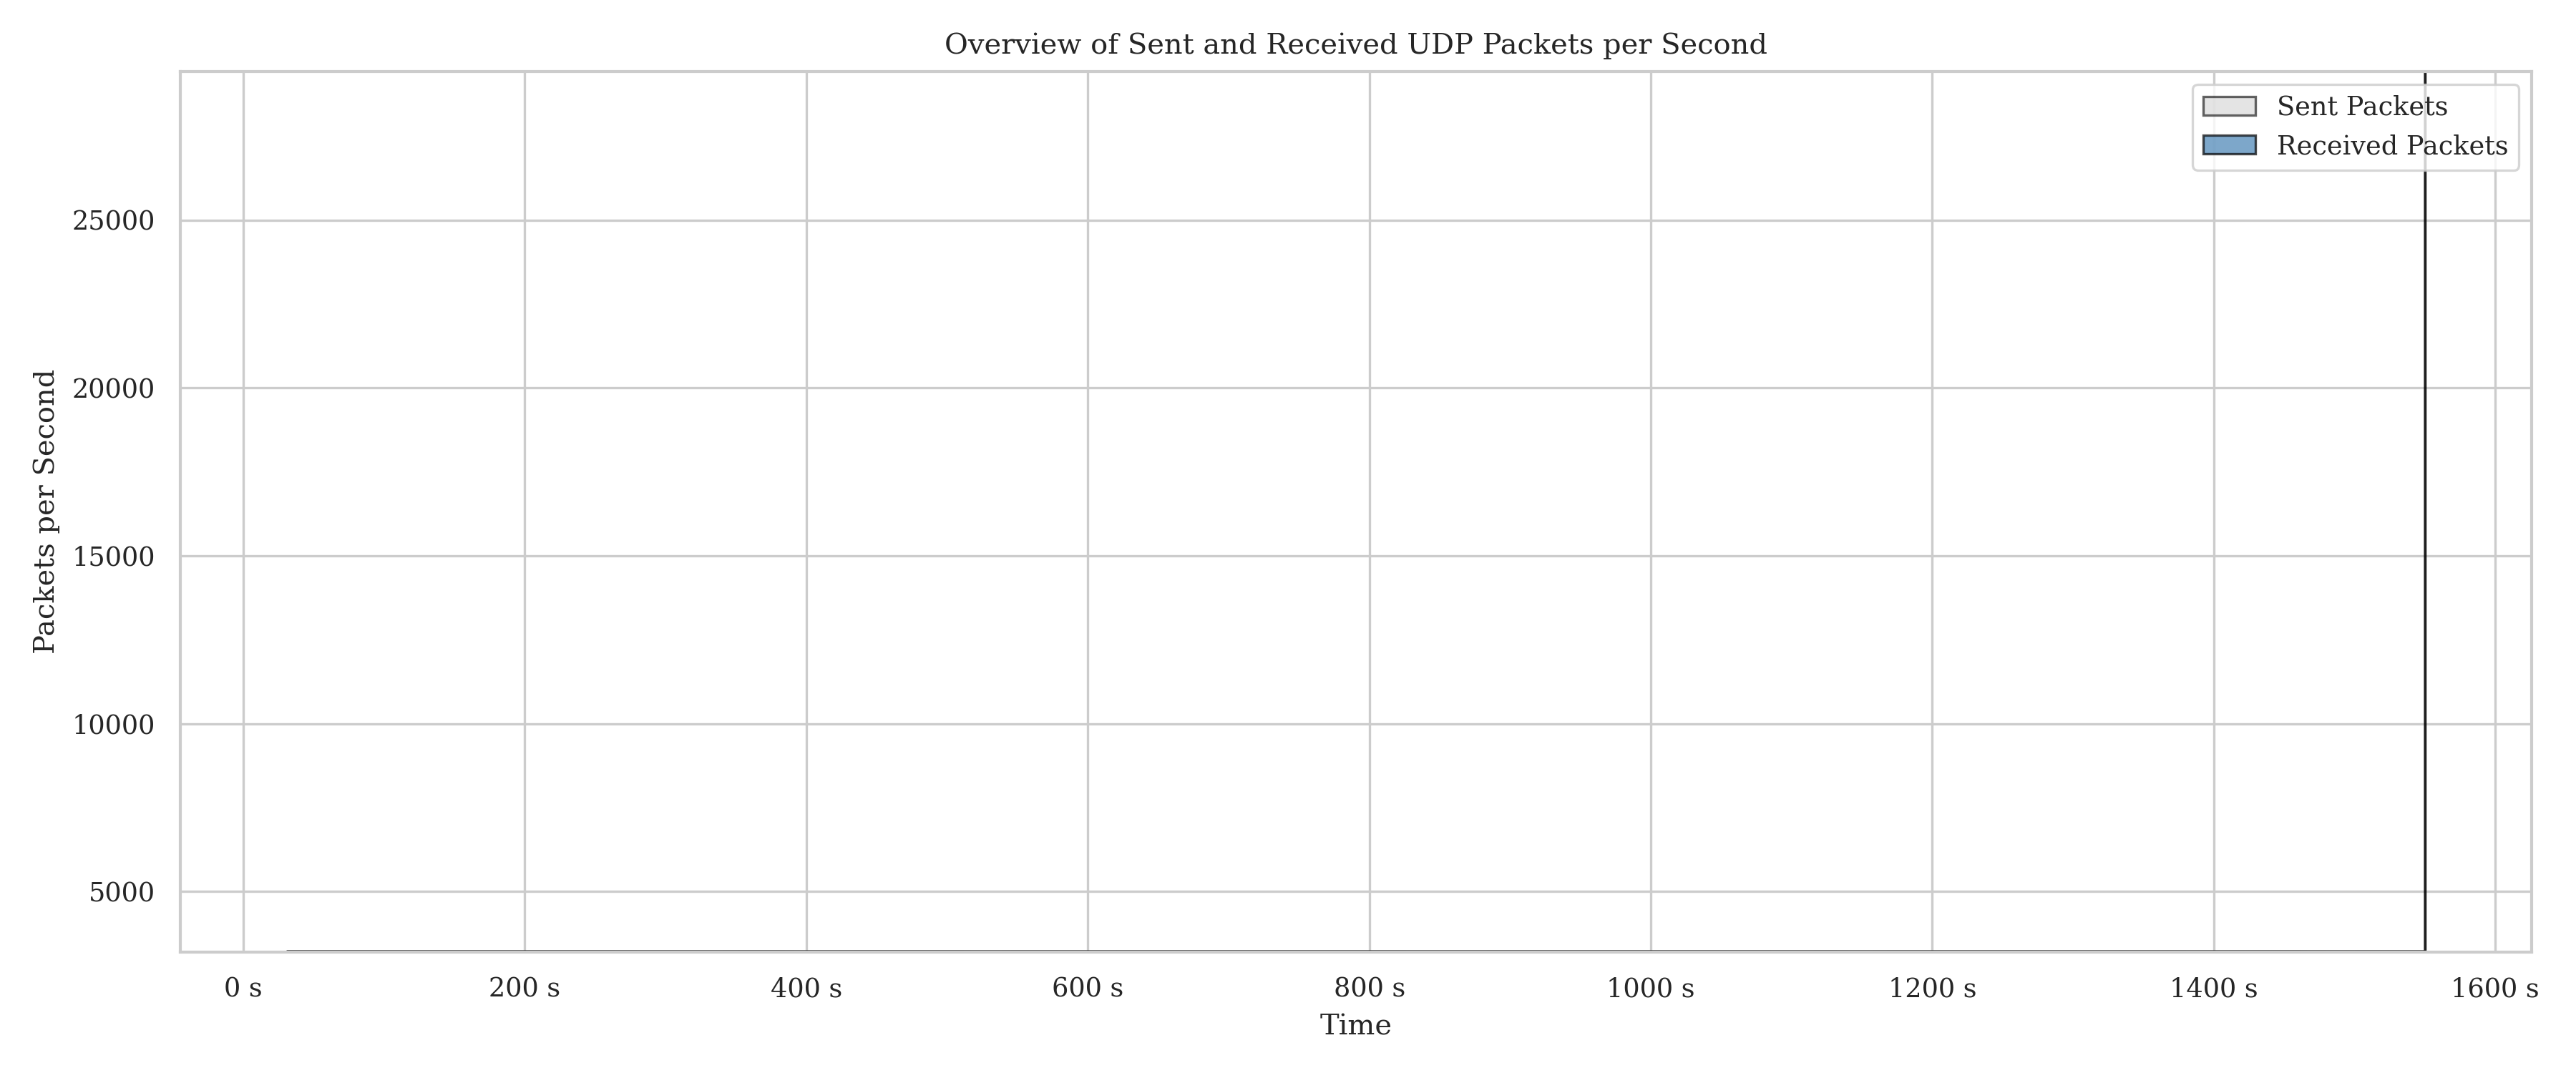 Overview of Sent and Received UDP Packets per Second
Sent Packets
Received Packets
Packets per Second
25000
20000
15000
10000
5000
0 s 200 s 400 s 600 s 800 s 1000 s 1200 s 1400 s 1600 s
Time